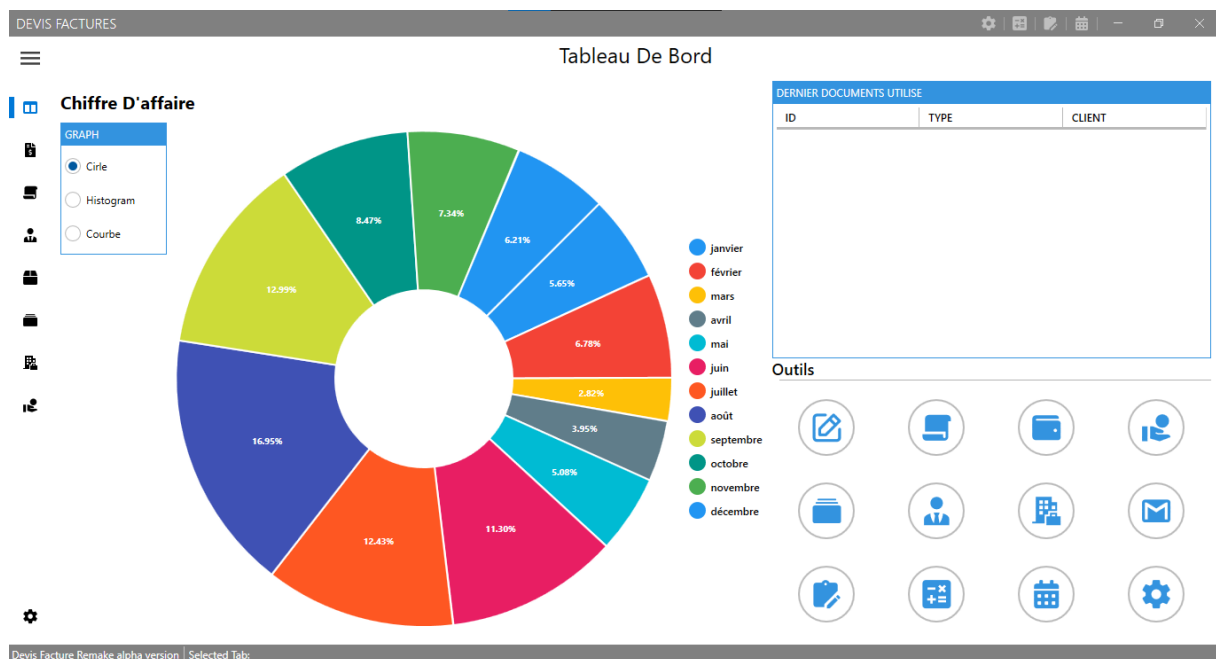 DEVIS FACTURES
Tableau De Bord
Chiffre D'affaire
GRAPH
Cirle
Histogram
Courbe
8.47%
7.34%
6.21%
5.65%
12.99%
6.78%
2.82%
3.95%
16.95%
5.08%
11.30%
12.43%
janvier
février
mars
avril
mai
juin
juillet
août
septembre
octobre
novembre
décembre
DERNIER DOCUMENTS UTILISE
ID TYPE CLIENT
Outils
Devis Facture Remake alpha version Selected Tab: